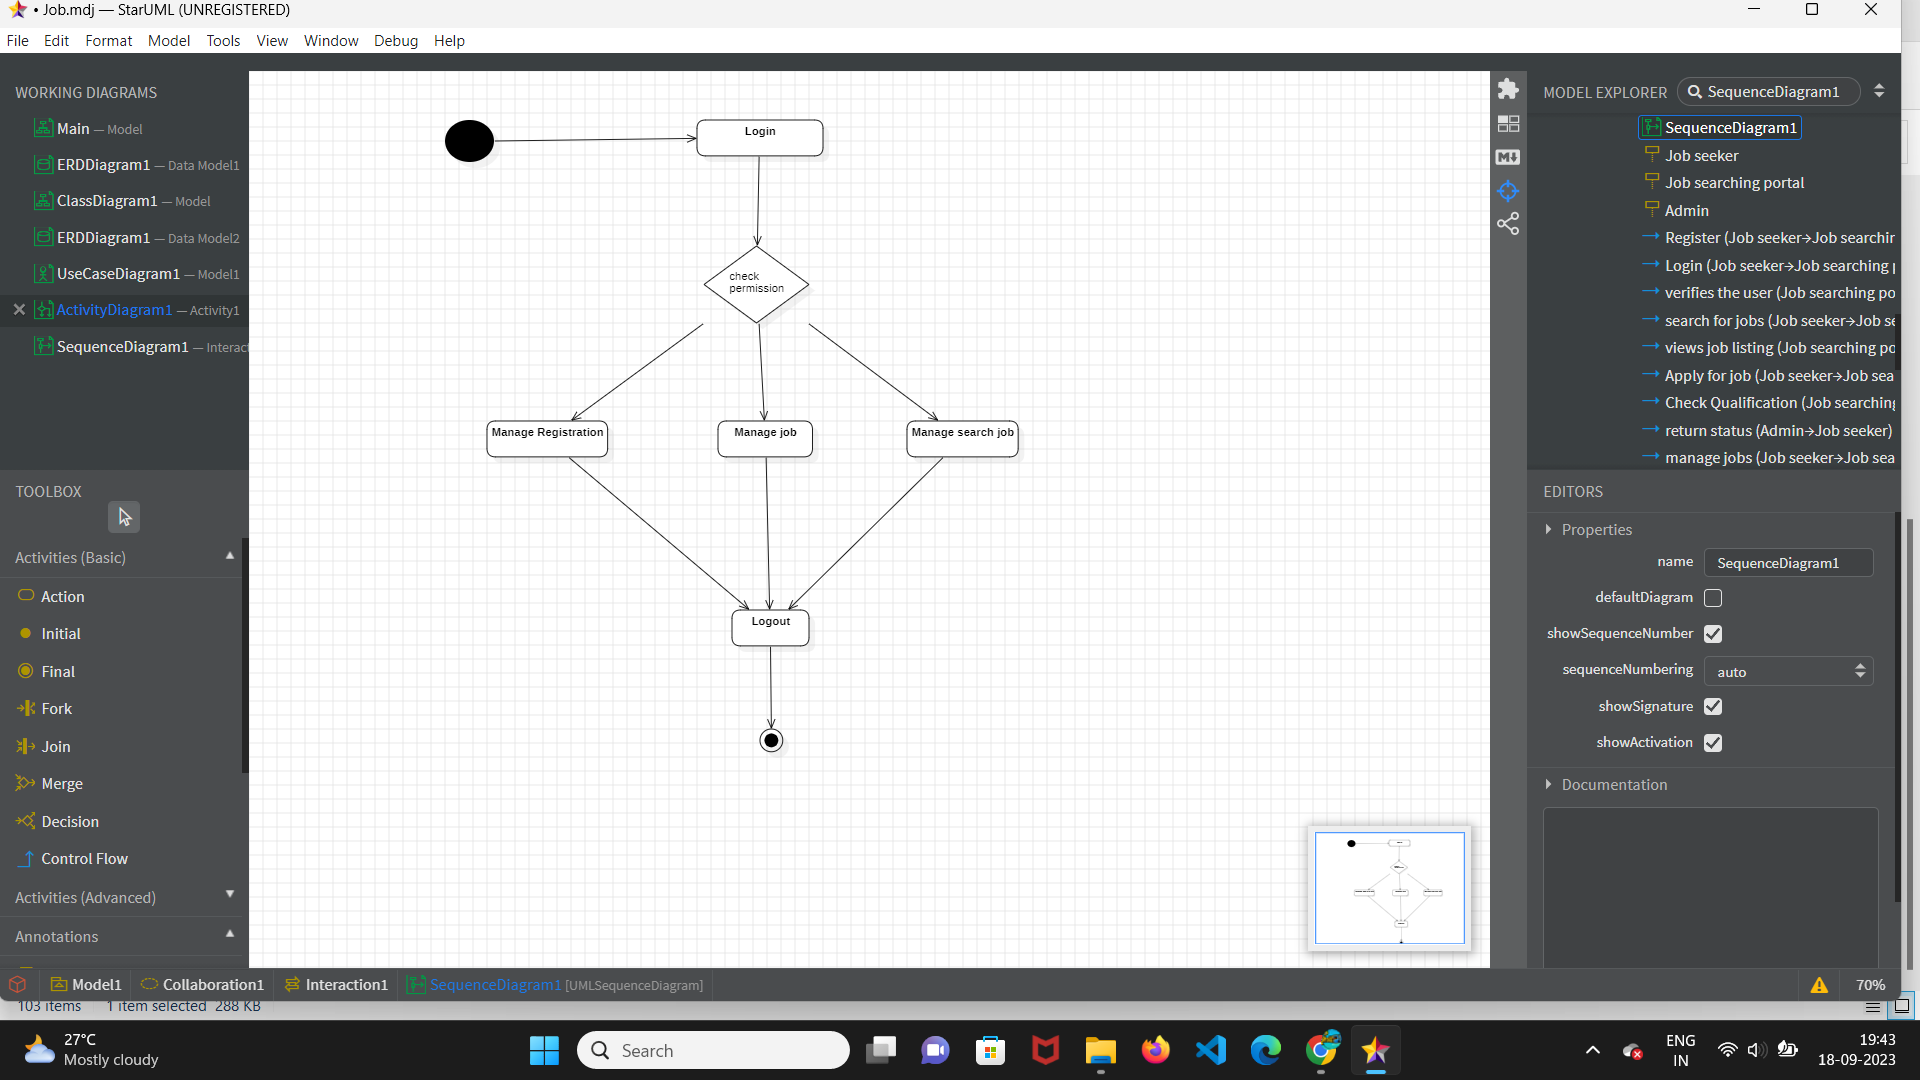 • Job.mdj — StarUML (UNREGISTERED)
File Edit Format Model Tools View Window Debug Help
WORKING DIAGRAMS
Main — Model
ERDDiagram1 — Data Model1
ClassDiagram1 — Model
ERDDiagram1 — Data Model2
UseCaseDiagram1 — Model1
ActivityDiagram1 — Activity1
SequenceDiagram1 — Interact
TOOLBOX
Activities (Basic)
Action
Initial
Final
Fork
Join
Merge
Decision
Control Flow
Activities (Advanced)
Annotations
Login
check
permission
Manage Registration
Manage job
Manage search job
Logout
M↓
MODEL EXPLORER
SequenceDiagram1
SequenceDiagram1
Job seeker
Job searching portal
Admin
Register (Job seeker→Job searchin
Login (Job seeker→Job searching p
verifies the user (Job searching po
search for jobs (Job seeker→Job se
views job listing (Job searching po
Apply for job (Job seeker→Job sea
Check Qualification (Job searching
return status (Admin→Job seeker)
manage jobs (Job seeker→Job sea
EDITORS
Properties
name SequenceDiagram1
defaultDiagram
showSequenceNumber
sequenceNumbering auto
showSignature
showActivation
Documentation
Model1 Collaboration1 Interaction1 SequenceDiagram1 [UMLSequenceDiagram]
70%
103 items 1 item selected 288 KB
27°C
Mostly cloudy
Search
ENG
IN
19:43
18-09-2023